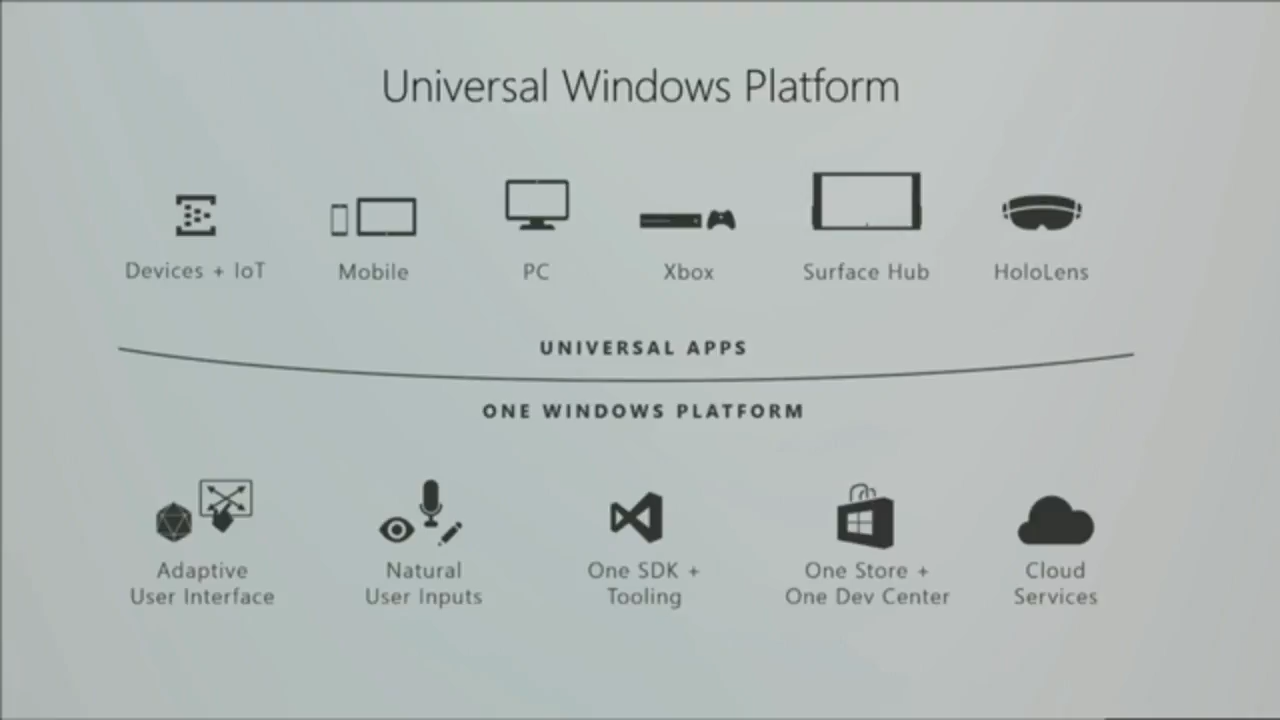 Universal Windows Platform
Devices + IoT
Mobile
PC
Xbox
Surface Hub
HoloLens
UNIVERSAL APPS
ONE WINDOWS PLATFORM
Adaptive
User Interface
Natural
User Inputs
One SDK +
Tooling
One Store +
One Dev Center
Cloud
Services